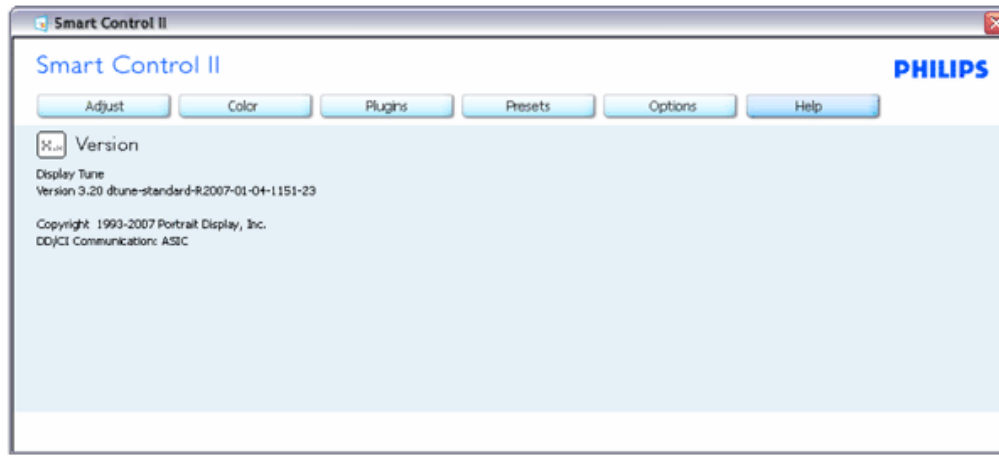 Smart Control II
Smart Control II
PHILIPS
Adjust Color Plugins Presets Options Help
Version
Display Tune
Version 3.20 dtune-standard-R2007-01-04-1151-23
Copyright 1993-2007 Portrait Display, Inc.
DD/CI Communication: ASIC